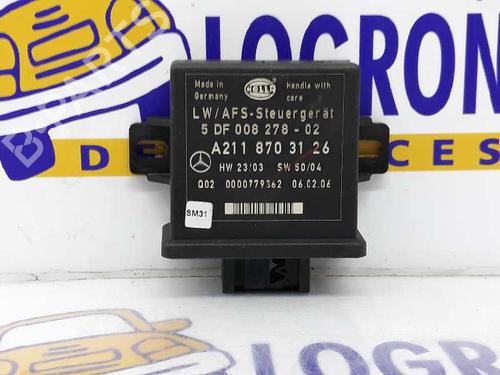 LOGRON
D
CES
Made in Germany
HELLA
handle with care
LW/AFS-Steuergerät
5 DF 008 278 - 02
A211 870 31 26
HW 23/03 SW 50/04
Q02 0000779362 06.02.06
SM31